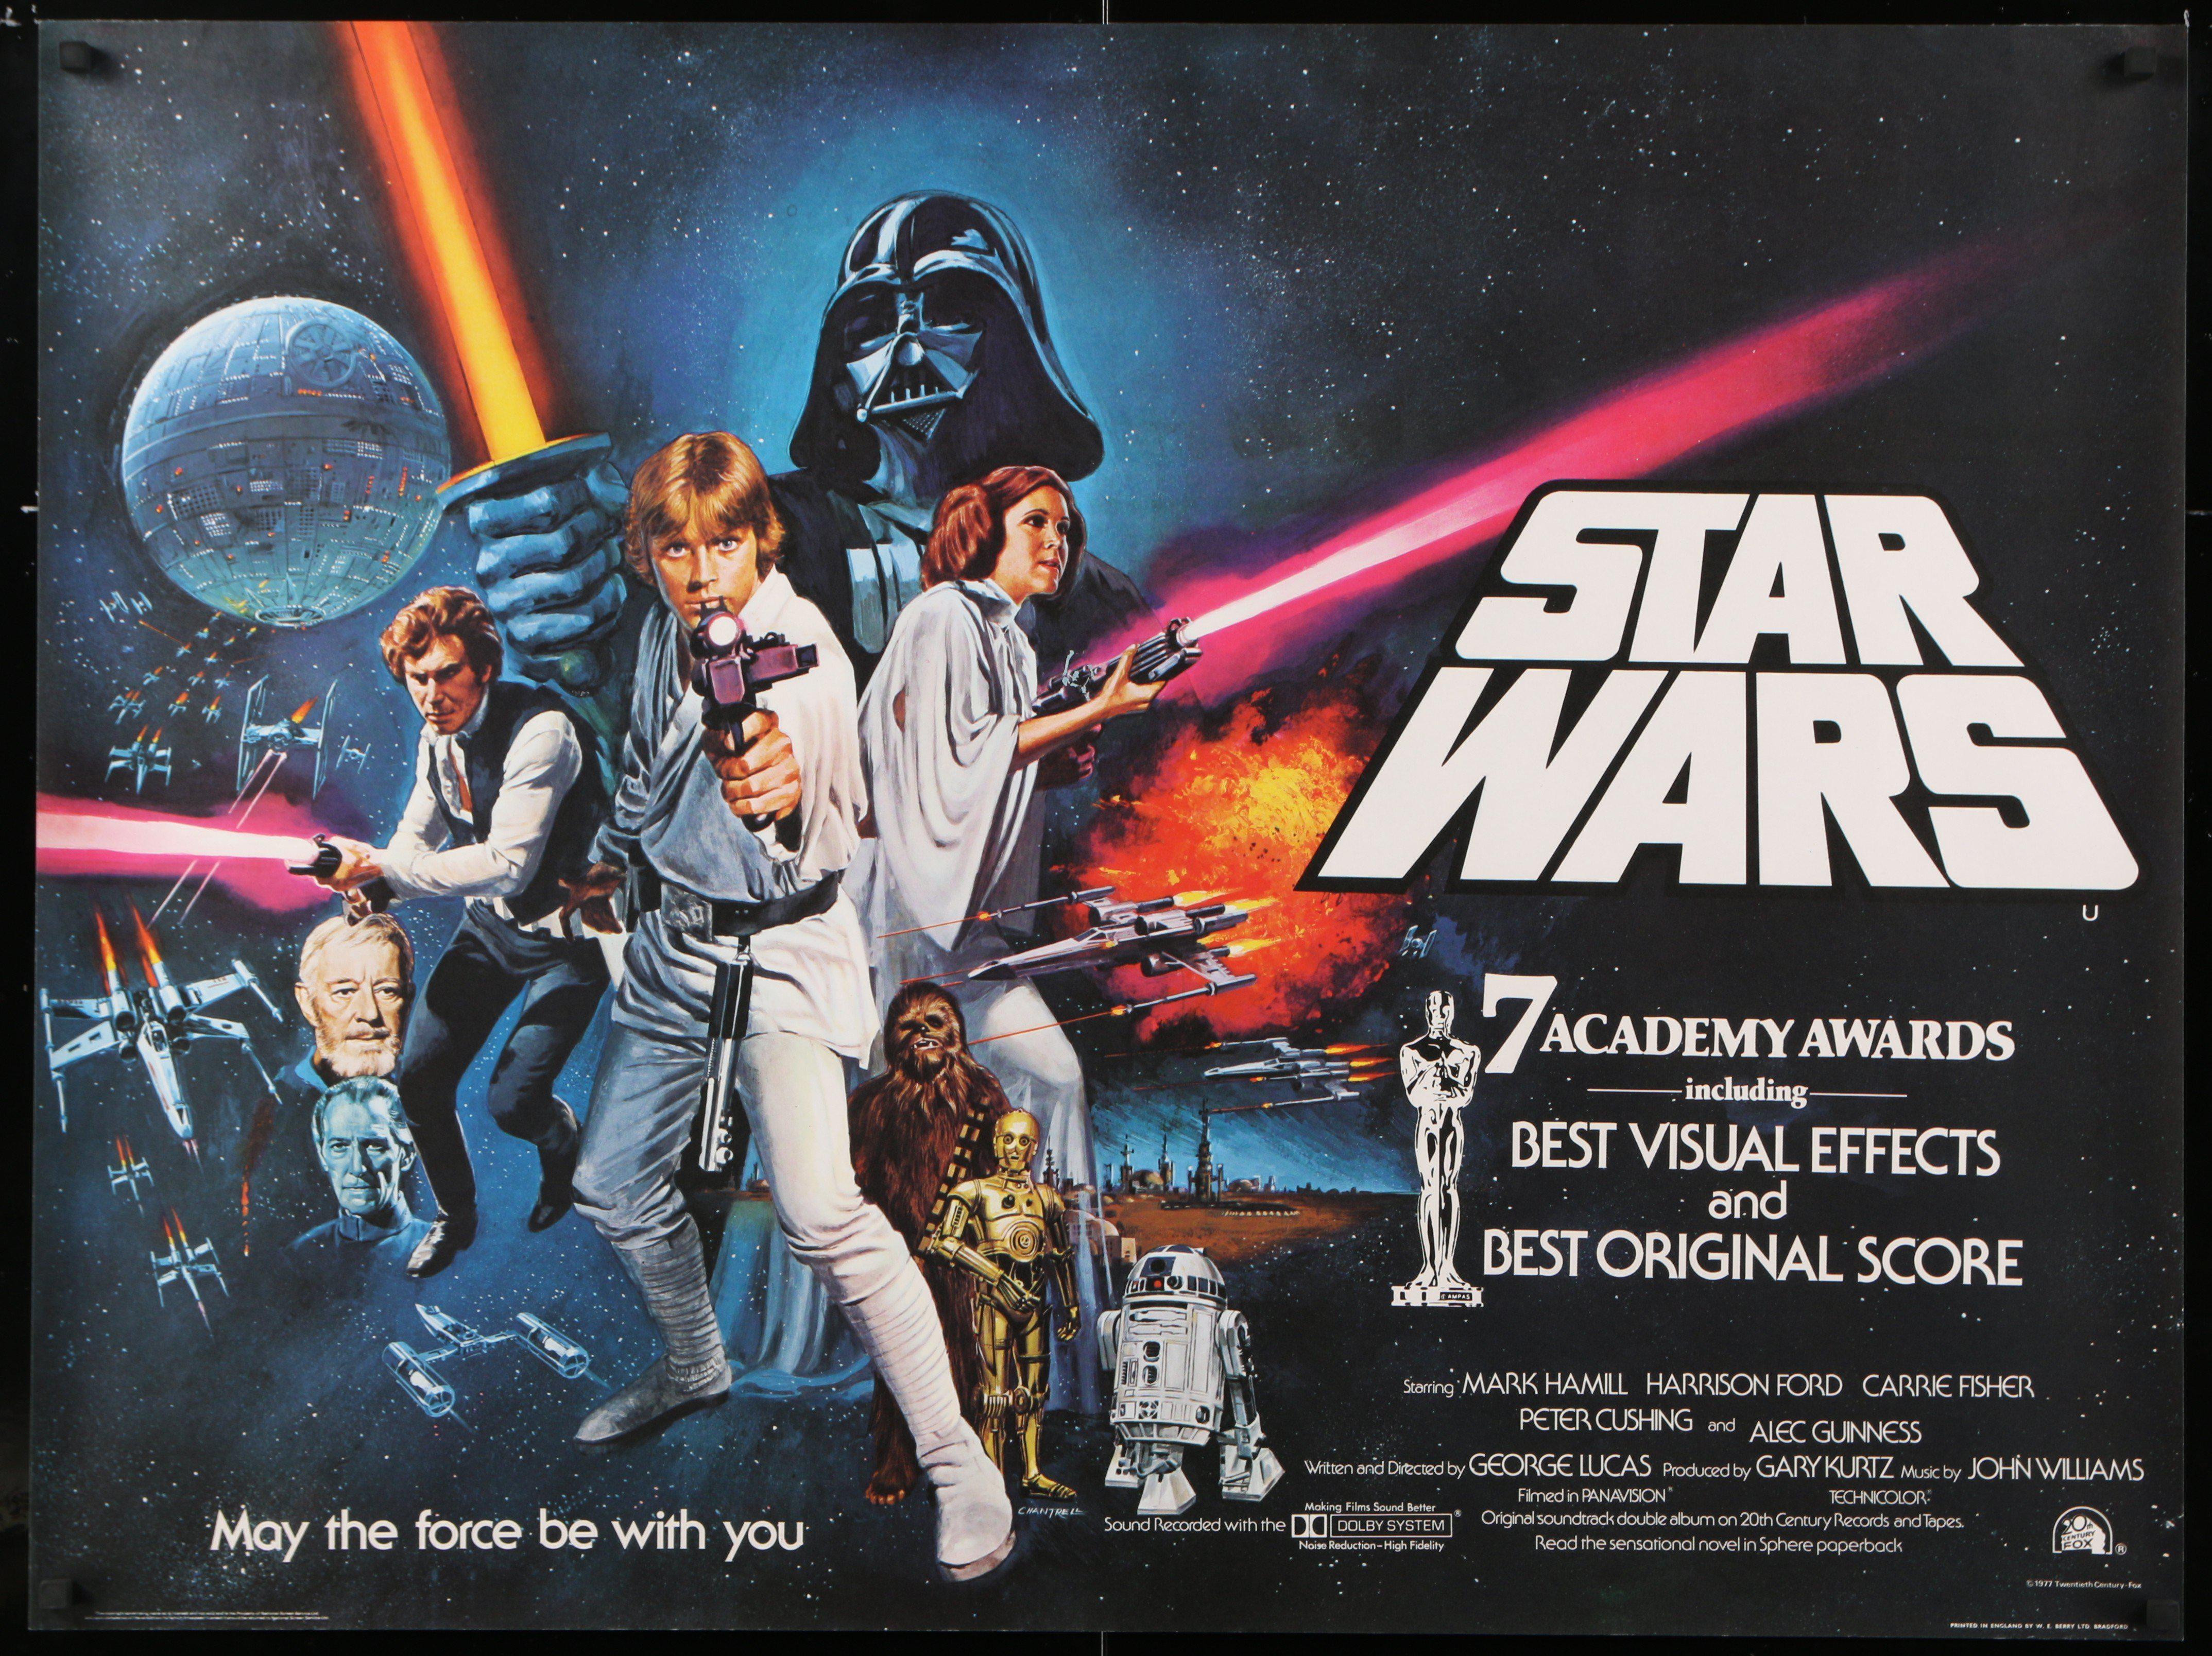 STAR
WARS
U
7 ACADEMY AWARDS
including
BEST VISUAL EFFECTS
and
BEST ORIGINAL SCORE
AMPAS
Starring MARK HAMILL HARRISON FORD CARRIE FISHER
PETER CUSHING and ALEC GUINNESS
Written and Directed by GEORGE LUCAS Produced by GARY KURTZ Music by JOHN WILLIAMS
Filmed in PANAVISION® TECHNICOLOR®
Making Films Sound Better
Sound Recorded with the DOLBY SYSTEM ®
Noise Reduction - High Fidelity
Original soundtrack double album on 20th Century Records and Tapes.
Read the sensational novel in Sphere paperback
20th
CENTURY
FOX ®
CHANTRELL
May the force be with you
©1977 Twentieth Century-Fox
PRINTED IN ENGLAND BY W. E. BERRY LTD. BRADFORD